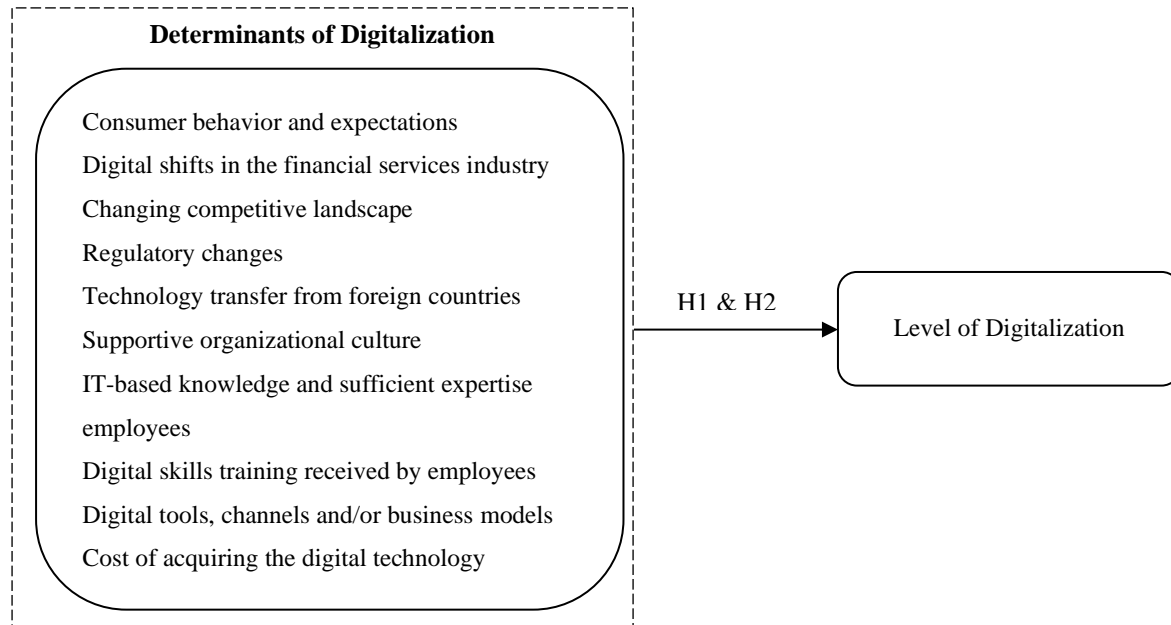 Determinants of Digitalization
Consumer behavior and expectations
Digital shifts in the financial services industry
Changing competitive landscape
Regulatory changes
Technology transfer from foreign countries
Supportive organizational culture
IT-based knowledge and sufficient expertise
employees
Digital skills training received by employees
Digital tools, channels and/or business models
Cost of acquiring the digital technology
H1 & H2
Level of Digitalization